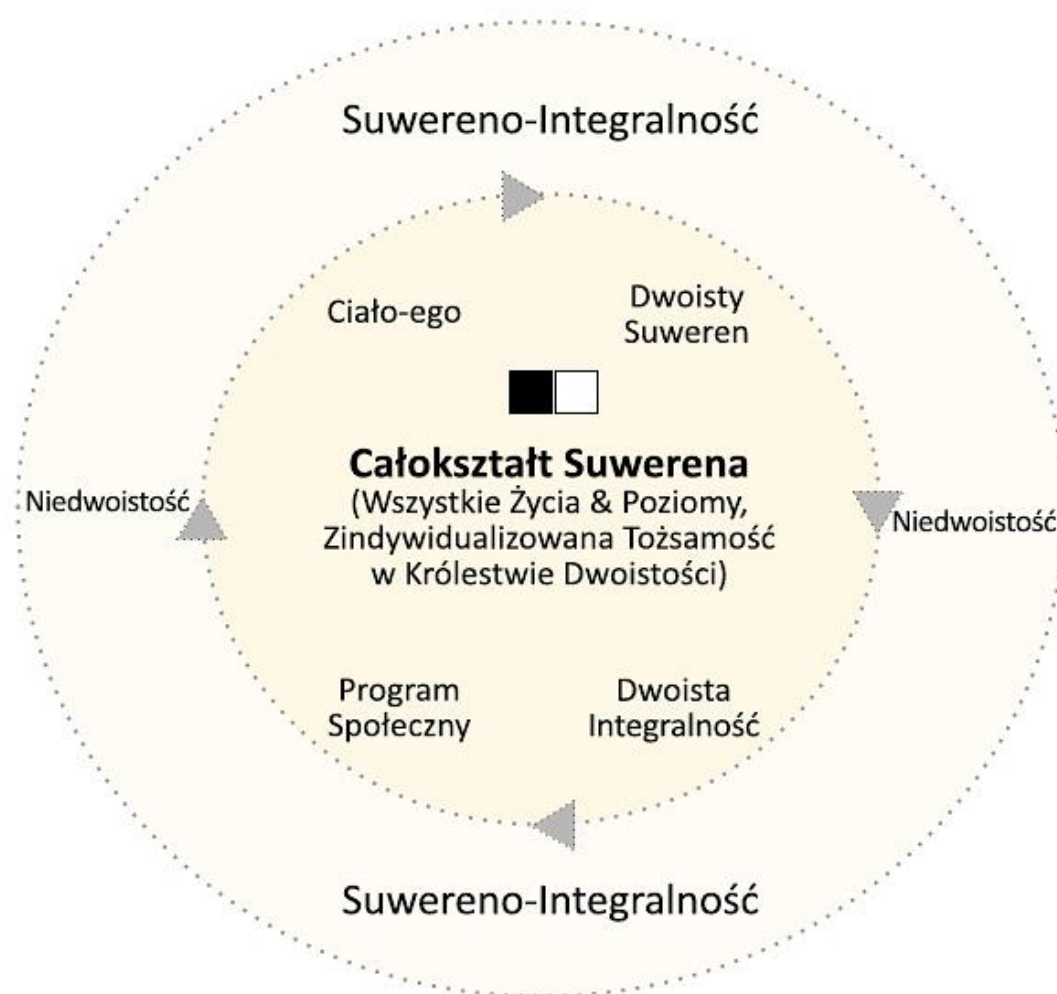 Suwereno-Integralność
Ciało-ego
Dwoisty
Suweren
Całokształt Suwerena
(Wszystkie Życia & Poziomy,
Zindywidualizowana Tożsamość
w Królestwie Dwoistości)
Niedwoistość
Niedwoistość
Program
Społeczny
Dwoista
Integralność
Suwereno-Integralność